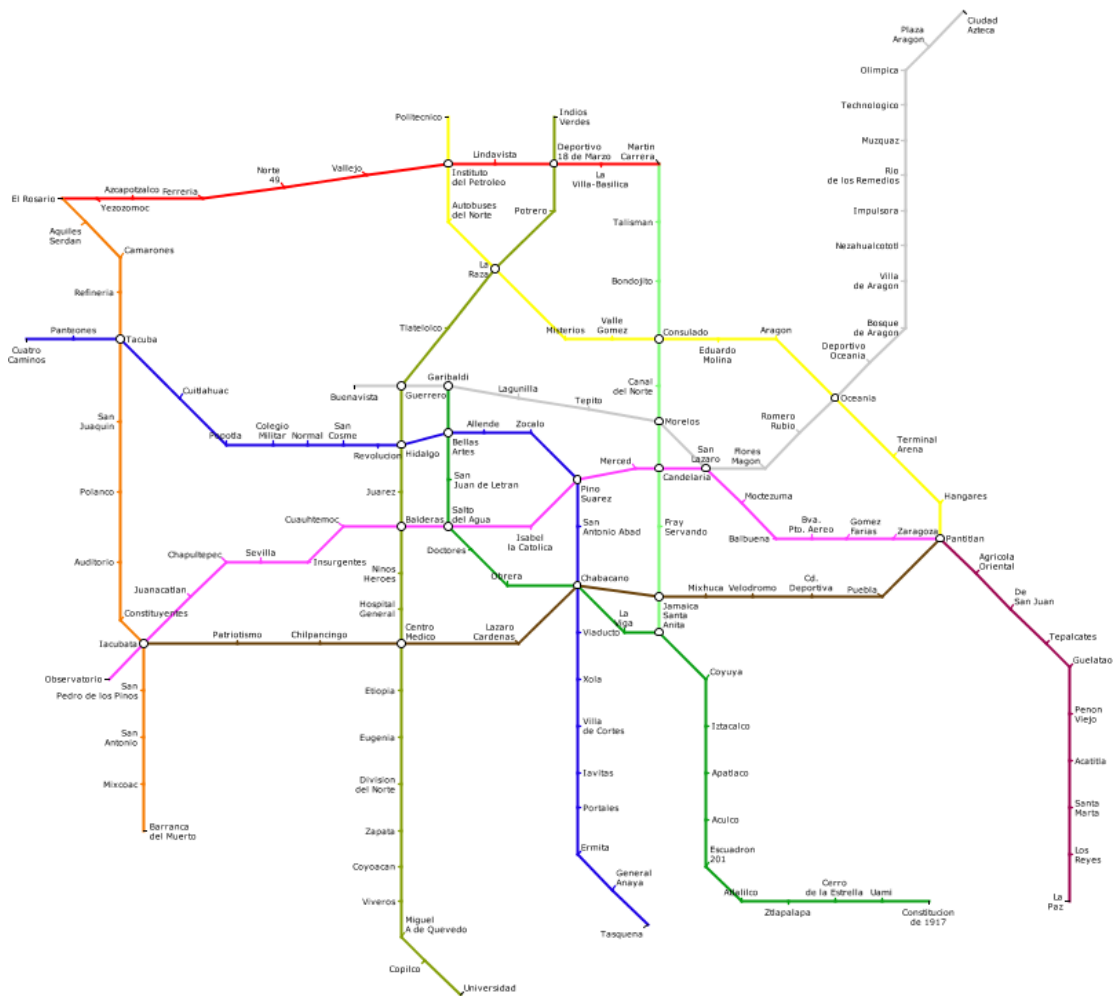 Ciudad
Azteca
Plaza
Aragon
Olimpica
Technologico
Muzquaz
Rio
de los Remedios
Impulsora
Nezahualcototl
Villa
de Aragon
Bosque
de Aragon
Deportivo
Oceania
Oceania
Politecnico
Indios
Verdes
Lindavista
Deportivo
18 de Marzo
Martin
Carrera
La
Villa-Basilica
Instituto
del Petroleo
Vallejo
Norte
49
Ferreria
Azcapotzalco
Yezozomoc
El Rosario
Aquiles
Serdan
Camarones
Refineria
Autobuses
del Norte
Potrero
La
Raza
Talisman
Bondojito
Tlatelolco
Misterios
Valle
Gomez
Consulado
Eduardo
Molina
Aragon
Panteones
Cuatro
Caminos
Tacuba
Cuitlahuac
San
Juaquin
Popotla
Colegio
Militar
Normal
San
Cosme
Revolucion
Hidalgo
Buenavista
Guerrero
Garibaldi
Lagunilla
Tepito
Canal
del Norte
Morelos
Romero
Rubio
Terminal
Arena
Hangares
Bellas
Artes
Allende
Zocalo
Merced
Candelaria
San
Lazaro
Flores
Magon
Moctezuma
Balbuena
Bva.
Pto. Aereo
Gomez
Farias
Zaragoza
Pantitlan
Polanco
Juarez
San
Juan de Letran
Pino
Suarez
Cuauhtemoc
Balderas
Salto
del Agua
Isabel
la Catolica
San
Antonio Abad
Fray
Servando
Auditorio
Chapultepec
Sevilla
Insurgentes
Juanacatlan
Constituyentes
Ninos
Heroes
Doctores
Obrera
Chabacano
Mixhuca
Velodromo
Cd.
Deportiva
Puebla
Agricola
Oriental
De
San Juan
Hospital
General
Jamaica
Santa
Anita
La
Viga
Iacubata
Patriotismo
Chilpancingo
Centro
Medico
Lazaro
Cardenas
Viaducto
Tepalcates
Guelatao
Observatorio
San
Pedro de los Pinos
Etiopia
Xola
Coyuya
Penon
Viejo
San
Antonio
Eugenia
Villa
de Cortes
Iztacalco
Acatitla
Mixcoac
Division
del Norte
Iavitas
Apatlaco
Santa
Marta
Portales
Barranca
del Muerto
Zapata
Aculco
Ermita
Escuadron
201
Los
Reyes
Coyoacan
General
Anaya
Viveros
Atlalilco
Cerro
de la Estrella
Uami
Ztlapalapa
Constitucion
de 1917
La
Paz
Miguel
A de Quevedo
Tasquena
Copilco
Universidad